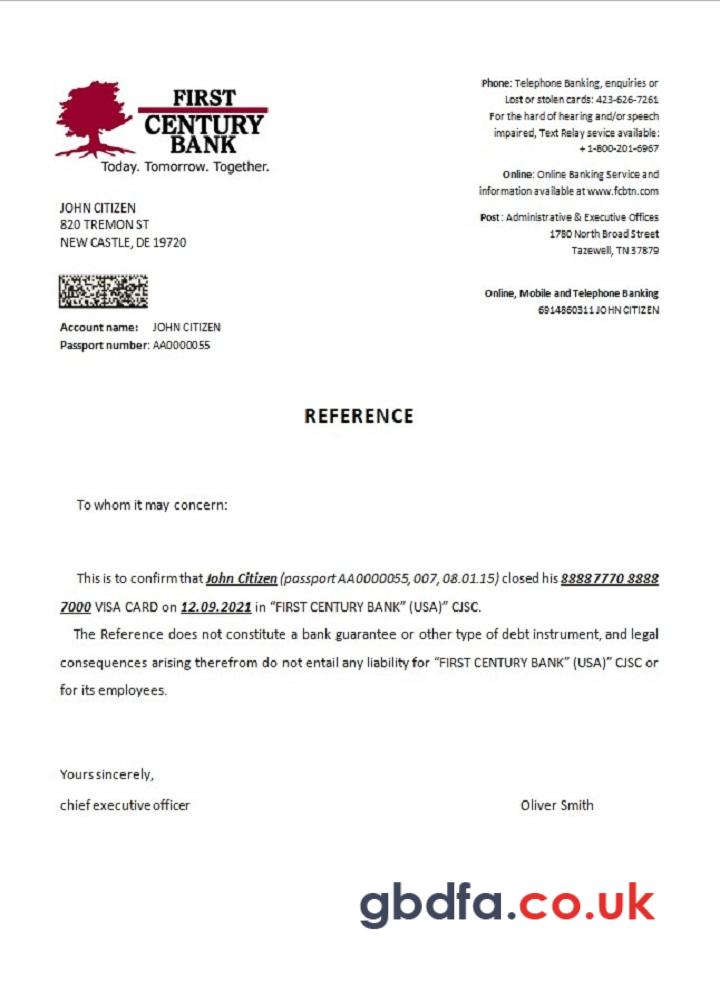 FIRST
CENTURY
BANK
Today. Tomorrow. Together.
Phone: Telephone Banking, enquiries or
Lost or stolen cards: 423-626-7261
For the hard of hearing and/or speech
impaired, Text Relay sevice available:
+ 1-800-201-6967
Online: Online Banking Service and
information available at www.fcbtn.com
Post: Administrative & Executive Offices
1780 North Broad Street
Tazewell, TN 37879
JOHN CITIZEN
820 TREMON ST
NEW CASTLE, DE 19720
Online, Mobile and Telephone Banking
6914860311 JOHN CITIZEN
Account name: JOHN CITIZEN
Passport number: AA0000055
REFERENCE
To whom it may concern:
This is to confirm that John Citizen (passport AA0000055, 007, 08.01.15) closed his 8888 7770 8888
7000 VISA CARD on 12.09.2021 in “FIRST CENTURY BANK” (USA)” CJSC.
The Reference does not constitute a bank guarantee or other type of debt instrument, and legal
consequences arising therefrom do not entail any liability for “FIRST CENTURY BANK” (USA)” CJSC or
for its employees.
Yours sincerely,
chief executive officer Oliver Smith
gbdfa.co.uk